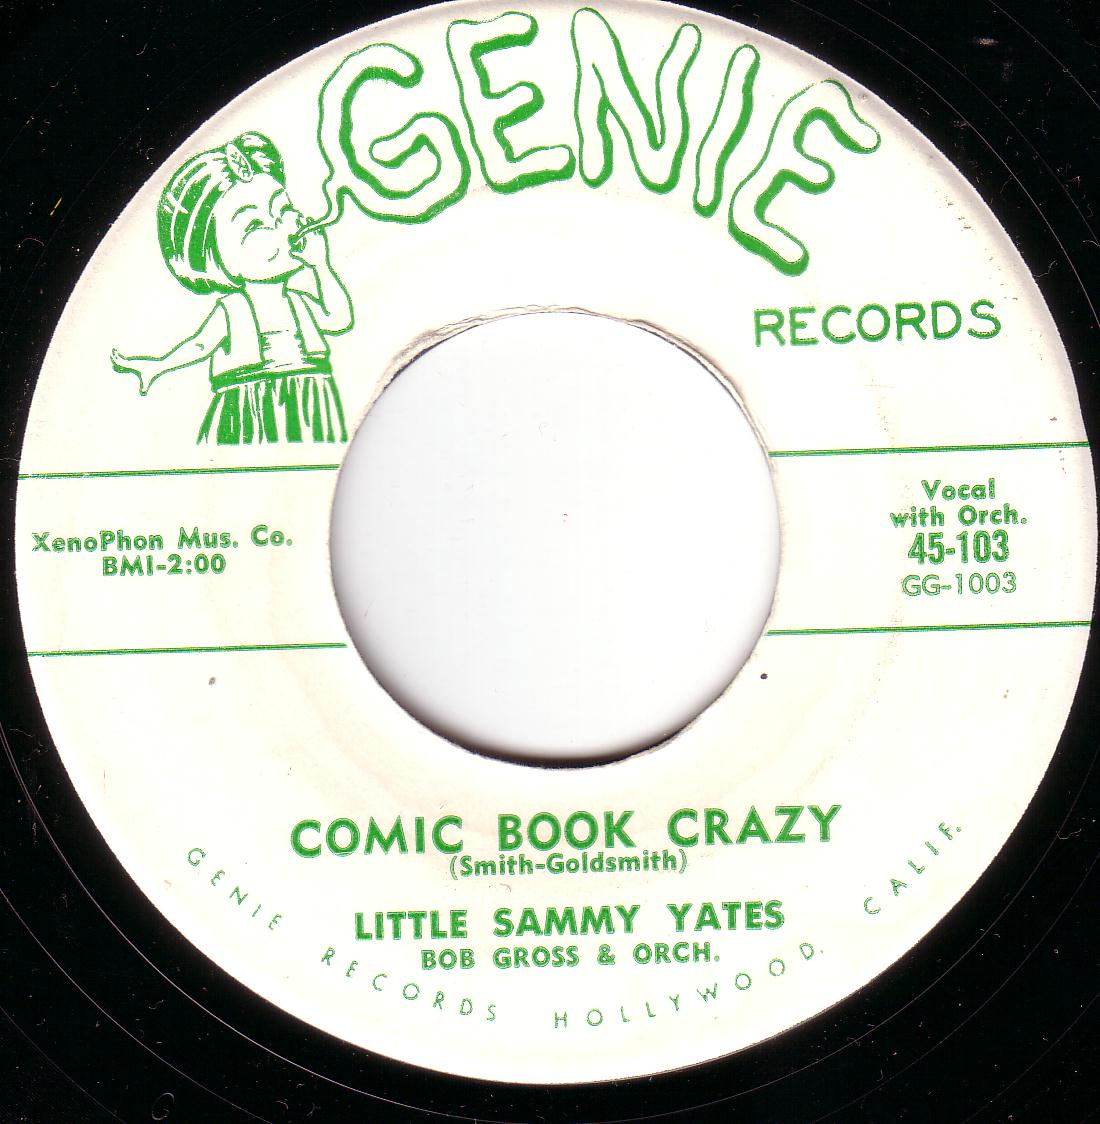 GENIE
RECORDS
XenoPhon Mus. Co.
BMI-2:00
Vocal
with Orch.
45-103
GG-1003
COMIC BOOK CRAZY
(Smith-Goldsmith)
LITTLE SAMMY YATES
BOB GROSS & ORCH.
GENIE RECORDS HOLLYWOOD. CALIF.